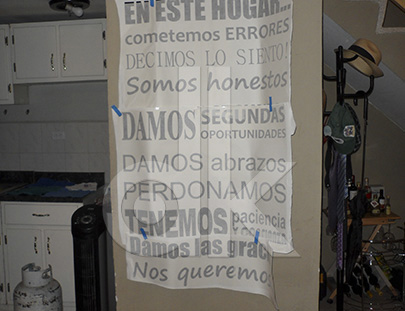 EN ESTE HOGAR...
cometemos ERRORES
DECIMOS LO SIENTO!
Somos honestos
DAMOS SEGUNDAS
OPORTUNIDADES
DAMOS abrazos
PERDONAMOS
TENEMOS paciencia
Damos las grac
Nos queremo